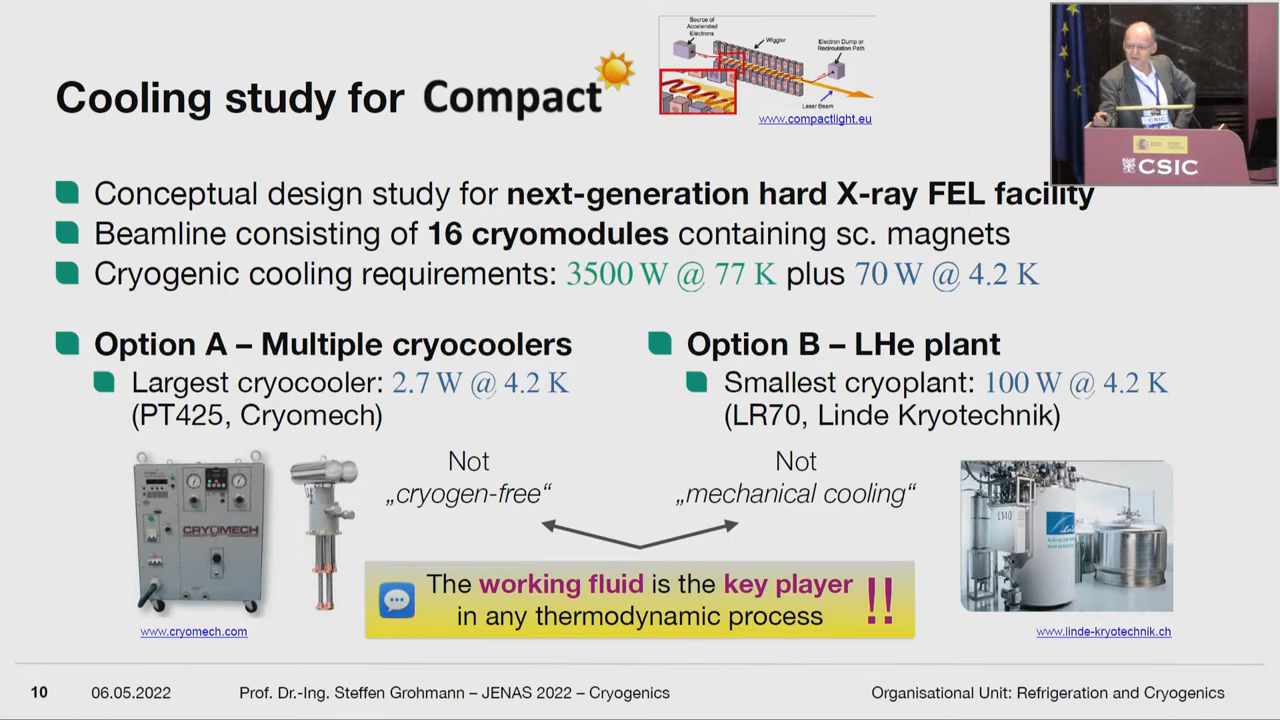 Source of
Accelerated
Electrons
Wiggler
Electron Dump or
Recirculation Path
Laser Beam
www.compactlight.eu
CSIC
CSIC
Cooling study for Compact
Conceptual design study for next-generation hard X-ray FEL facility
Beamline consisting of 16 cryomodules containing sc. magnets
Cryogenic cooling requirements: 3500 W @ 77 K plus 70 W @ 4.2 K
Option A – Multiple cryocoolers
Largest cryocooler: 2.7 W @ 4.2 K
(PT425, Cryomech)
Option B – LHe plant
Smallest cryoplant: 100 W @ 4.2 K
(LR70, Linde Kryotechnik)
Not
„cryogen-free“
Not
„mechanical cooling“
CRYOMECH
L140
The working fluid is the key player
in any thermodynamic process !!
www.cryomech.com
www.linde-kryotechnik.ch
10
06.05.2022
Prof. Dr.-Ing. Steffen Grohmann – JENAS 2022 – Cryogenics
Organisational Unit: Refrigeration and Cryogenics